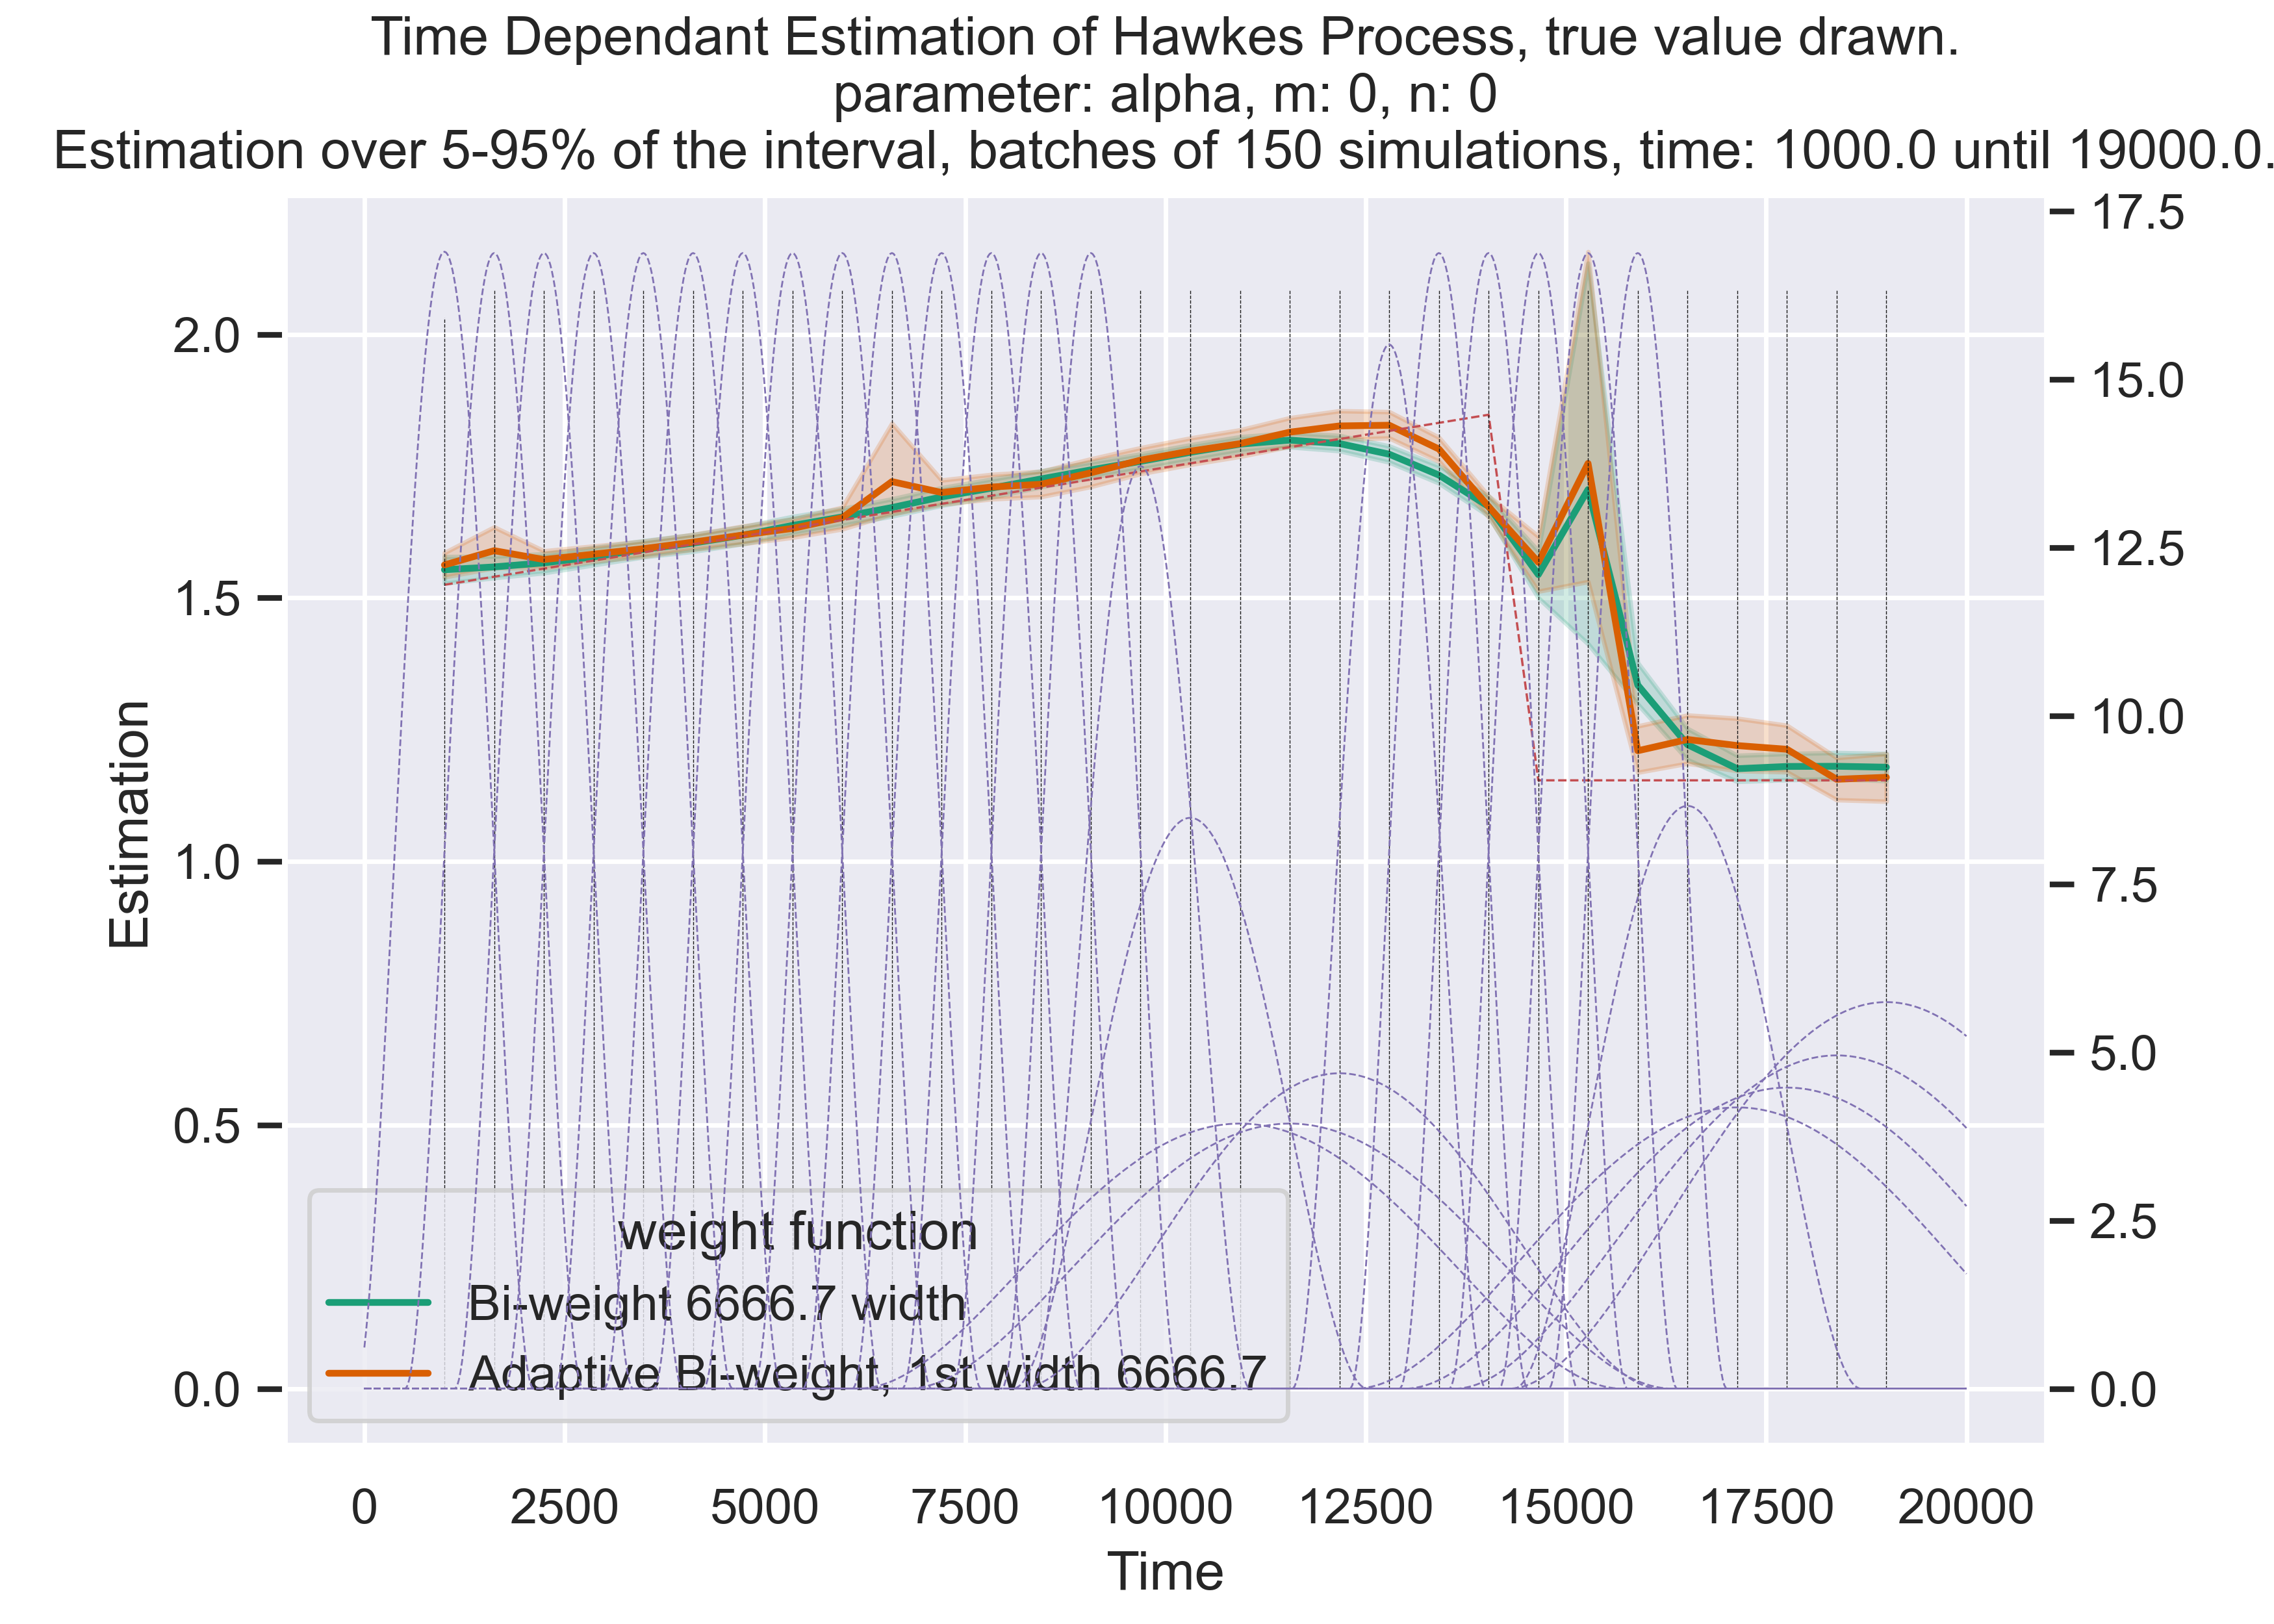 Time Dependant Estimation of Hawkes Process, true value drawn.
parameter: alpha, m: 0, n: 0
Estimation over 5-95% of the interval, batches of 150 simulations, time: 1000.0 until 19000.0.
17.5
15.0
12.5
10.0
7.5
5.0
2.5
0.0
2.0
1.5
1.0
0.5
0.0
Estimation
weight function
Bi-weight 6666.7 width
Adaptive Bi-weight, 1st width 6666.7
0 2500 5000 7500 10000 12500 15000 17500 20000
Time